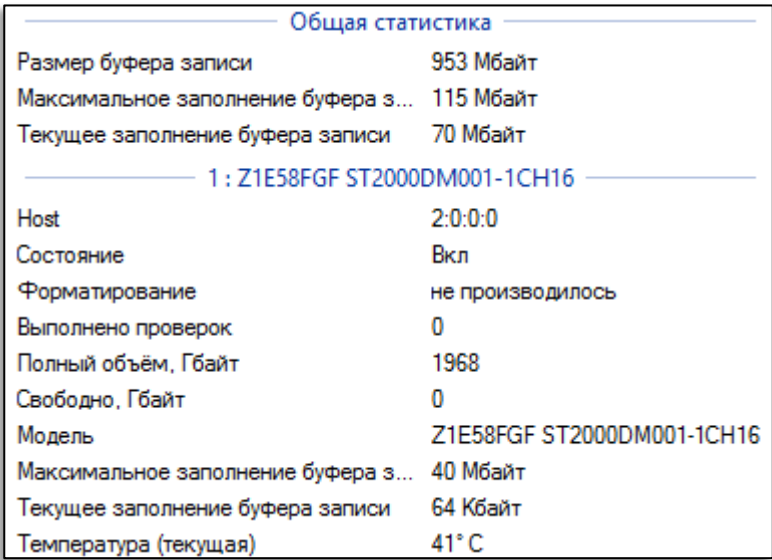 Общая статистика
Размер буфера записи 953 Мбайт
Максимальное заполнение буфера з... 115 Мбайт
Текущее заполнение буфера записи 70 Мбайт
1 : Z1E58FGF ST2000DM001-1CH16
Host 2:0:0:0
Состояние Вкл
Форматирование не производилось
Выполнено проверок 0
Полный объём, Гбайт 1968
Свободно, Гбайт 0
Модель Z1E58FGF ST2000DM001-1CH16
Максимальное заполнение буфера з... 40 Мбайт
Текущее заполнение буфера записи 64 Кбайт
Температура (текущая) 41° C